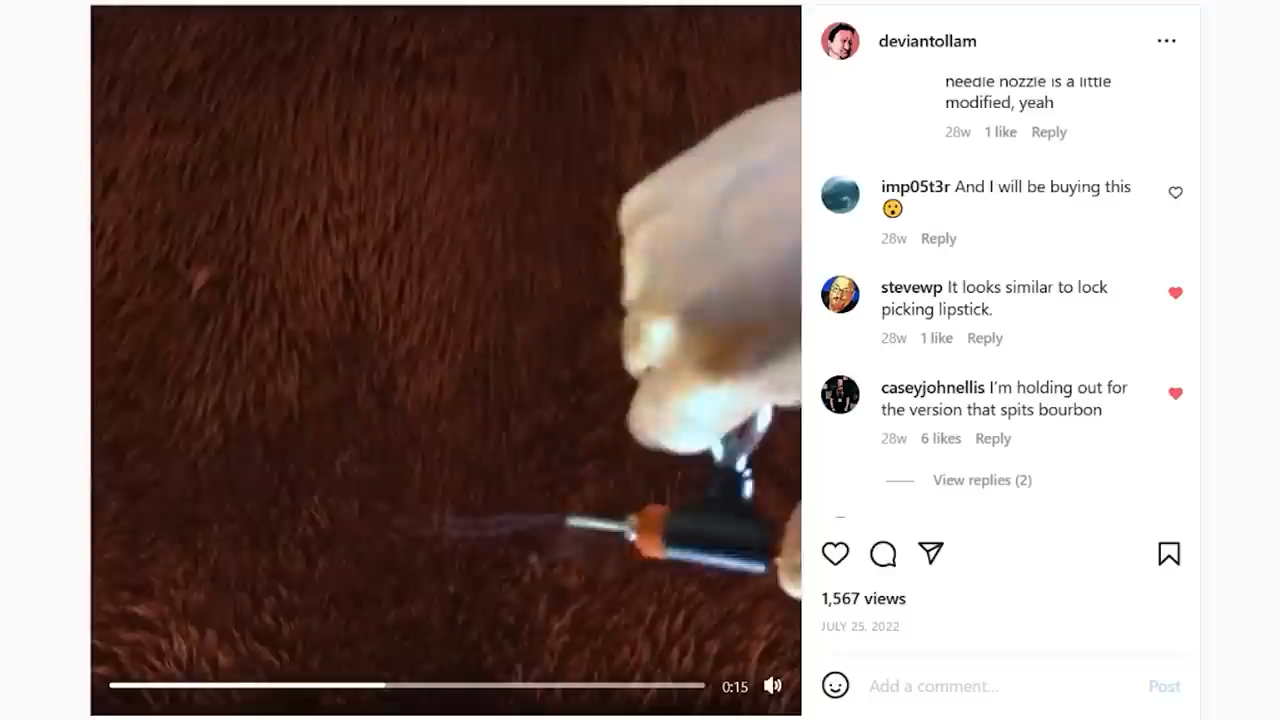 deviantollam
needle nozzle is a little
modified, yeah
28w 1 like Reply
imp05t3r And I will be buying this
😮
28w Reply
stevewp It looks similar to lock
picking lipstick.
28w 1 like Reply
caseyjohnellis I'm holding out for
the version that spits bourbon
28w 6 likes Reply
View replies (2)
1,567 views
JULY 25, 2022
0:15
Add a comment... Post